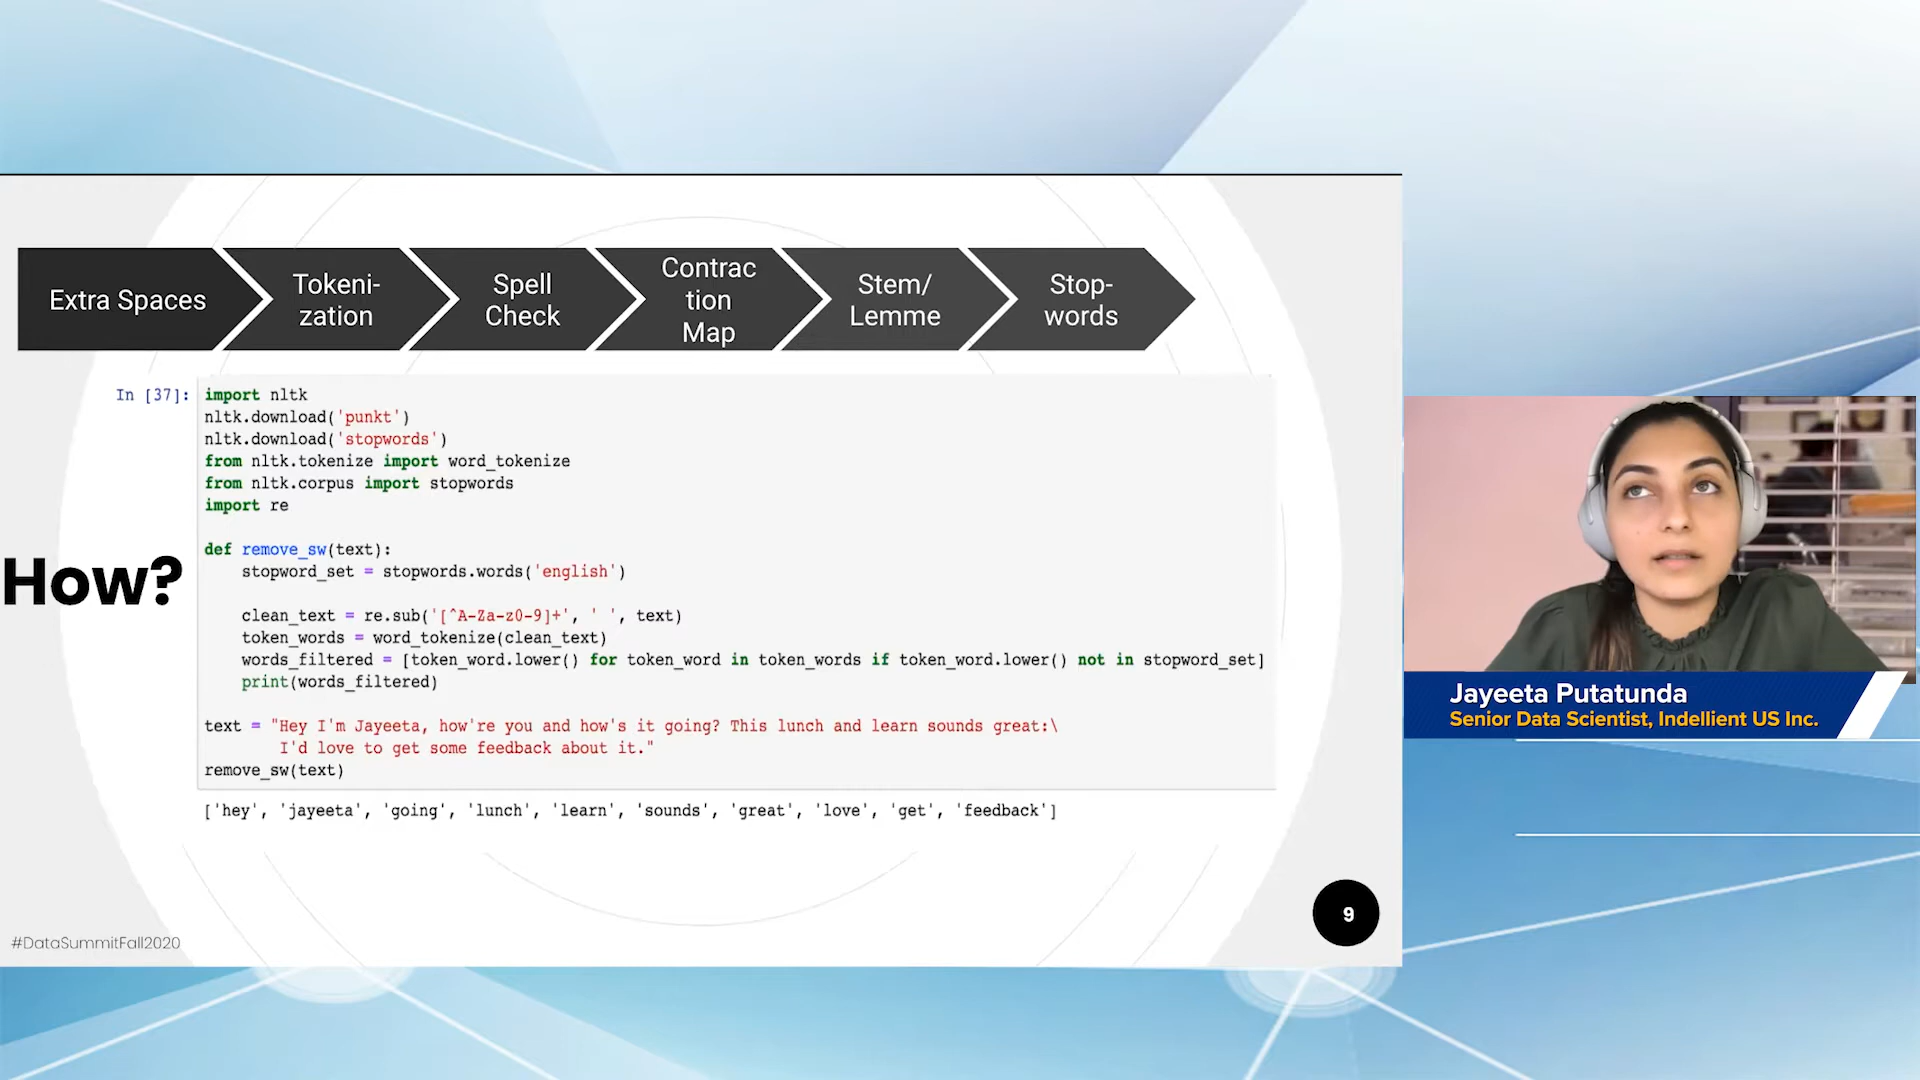 Extra Spaces
Tokeni-
zation
Spell
Check
Contrac
tion
Map
Stem/
Lemme
Stop-
words
How?
In [37]:
import nltk
nltk.download('punkt')
nltk.download('stopwords')
from nltk.tokenize import word_tokenize
from nltk.corpus import stopwords
import re
def remove_sw(text):
stopword_set = stopwords.words('english')
clean_text = re.sub('[^A-Za-z0-9]+', ' ', text)
token_words = word_tokenize(clean_text)
words_filtered = [token_word.lower() for token_word in token_words if token_word.lower() not in stopword_set]
print(words_filtered)
text = "Hey I'm Jayeeta, how're you and how's it going? This lunch and learn sounds great:\
I'd love to get some feedback about it."
remove_sw(text)
['hey', 'jayeeta', 'going', 'lunch', 'learn', 'sounds', 'great', 'love', 'get', 'feedback']
9
#DataSummitFall2020
Jayeeta Putatunda
Senior Data Scientist, Indellient US Inc.